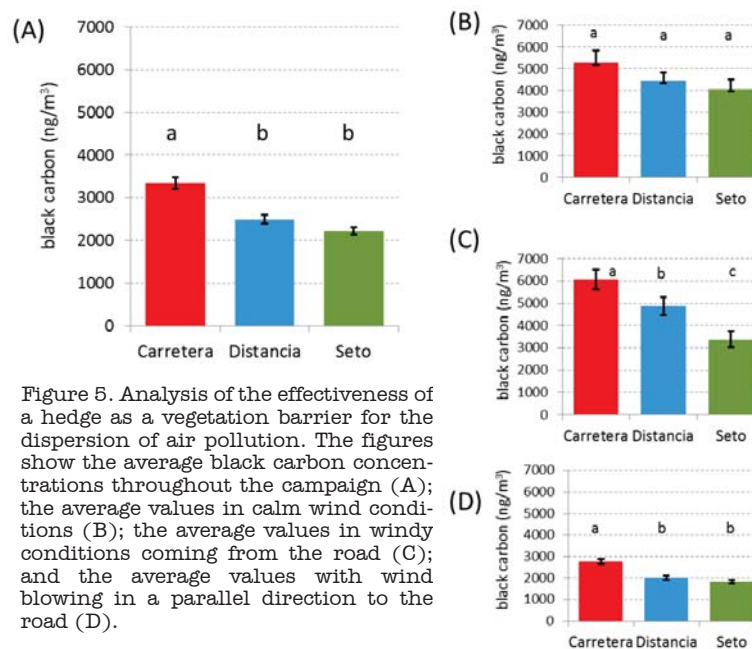 (A)
black carbon (ng/m³)
7000
6000
5000
4000
3000
2000
1000
0
a b b
Carretera Distancia Seto
Figure 5. Analysis of the effectiveness of
a hedge as a vegetation barrier for the
dispersion of air pollution. The figures
show the average black carbon concen-
trations throughout the campaign (A);
the average values in calm wind condi-
tions (B); the average values in windy
conditions coming from the road (C);
and the average values with wind
blowing in a parallel direction to the
road (D).
(B)
black carbon (ng/m³)
7000
6000
5000
4000
3000
2000
1000
0
a a a
Carretera Distancia Seto
(C)
black carbon (ng/m³)
7000
6000
5000
4000
3000
2000
1000
0
a b c
Carretera Distancia Seto
(D)
black carbon (ng/m³)
7000
6000
5000
4000
3000
2000
1000
0
a b b
Carretera Distancia Seto